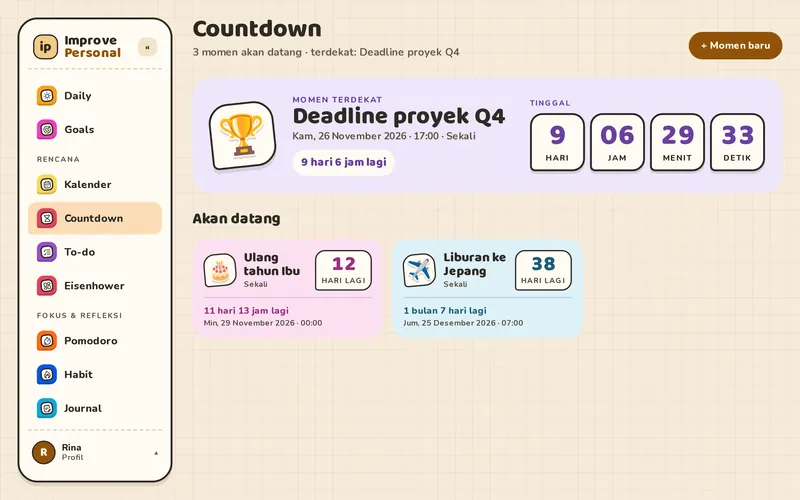 ip
Improve
Personal
«
Daily
Goals
RENCANA
Kalender
Countdown
To-do
Eisenhower
FOKUS & REFLEKSI
Pomodoro
Habit
Journal
R
Rina
Profil
Countdown
3 momen akan datang · terdekat: Deadline proyek Q4
+ Momen baru
MOMEN TERDEKAT
Deadline proyek Q4
Kam, 26 November 2026 · 17:00 · Sekali
9 hari 6 jam lagi
TINGGAL
9
HARI
06
JAM
29
MENIT
33
DETIK
Akan datang
Ulang
tahun Ibu
Sekali
12
HARI LAGI
11 hari 13 jam lagi
Min, 29 November 2026 · 00:00
Liburan ke
Jepang
Sekali
38
HARI LAGI
1 bulan 7 hari lagi
Jum, 25 Desember 2026 · 07:00